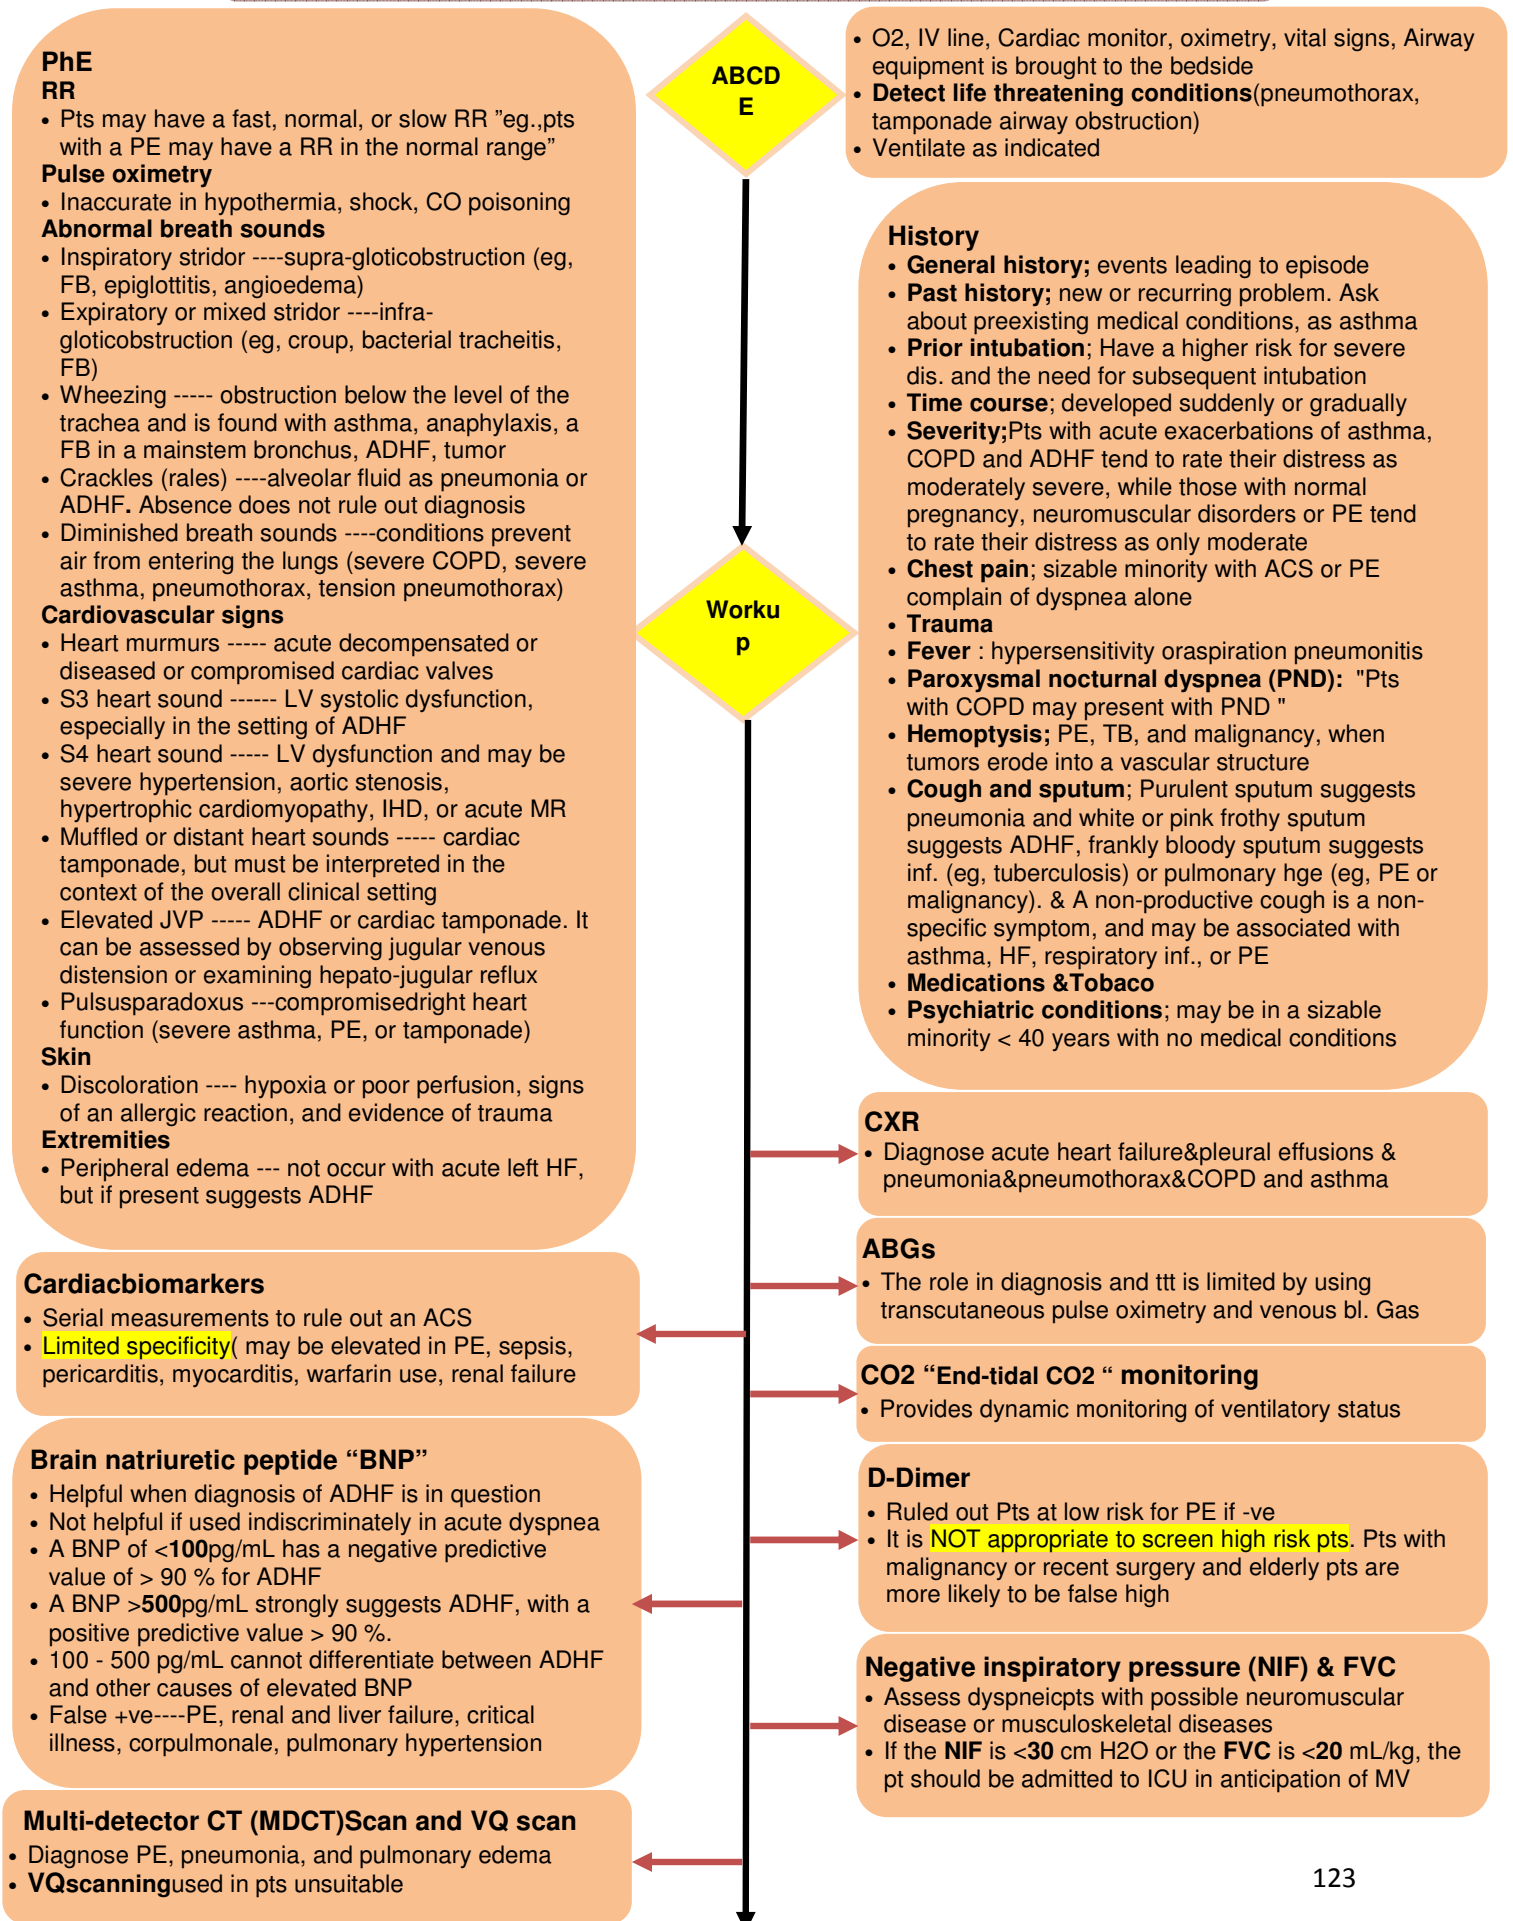 PhE
RR
• Pts may have a fast, normal, or slow RR ”eg.,pts
with a PE may have a RR in the normal range”
Pulse oximetry
• Inaccurate in hypothermia, shock, CO poisoning
Abnormal breath sounds
• Inspiratory stridor ----supra-gloticobstruction (eg,
FB, epiglottitis, angioedema)
• Expiratory or mixed stridor ----infra-
gloticobstruction (eg, croup, bacterial tracheitis,
FB)
• Wheezing ----- obstruction below the level of the
trachea and is found with asthma, anaphylaxis, a
FB in a mainstem bronchus, ADHF, tumor
• Crackles (rales) ----alveolar fluid as pneumonia or
ADHF. Absence does not rule out diagnosis
• Diminished breath sounds ----conditions prevent
air from entering the lungs (severe COPD, severe
asthma, pneumothorax, tension pneumothorax)
Cardiovascular signs
• Heart murmurs ----- acute decompensated or
diseased or compromised cardiac valves
• S3 heart sound ------ LV systolic dysfunction,
especially in the setting of ADHF
• S4 heart sound ----- LV dysfunction and may be
severe hypertension, aortic stenosis,
hypertrophic cardiomyopathy, IHD, or acute MR
• Muffled or distant heart sounds ----- cardiac
tamponade, but must be interpreted in the
context of the overall clinical setting
• Elevated JVP ----- ADHF or cardiac tamponade. It
can be assessed by observing jugular venous
distension or examining hepato-jugular reflux
• Pulsusparadoxus ---compromisedright heart
function (severe asthma, PE, or tamponade)
Skin
• Discoloration ---- hypoxia or poor perfusion, signs
of an allergic reaction, and evidence of trauma
Extremities
• Peripheral edema --- not occur with acute left HF,
but if present suggests ADHF
ABCD
E
• O2, IV line, Cardiac monitor, oximetry, vital signs, Airway
equipment is brought to the bedside
• Detect life threatening conditions(pneumothorax,
tamponade airway obstruction)
• Ventilate as indicated
Worku
p
History
• General history; events leading to episode
• Past history; new or recurring problem. Ask
about preexisting medical conditions, as asthma
• Prior intubation; Have a higher risk for severe
dis. and the need for subsequent intubation
• Time course; developed suddenly or gradually
• Severity;Pts with acute exacerbations of asthma,
COPD and ADHF tend to rate their distress as
moderately severe, while those with normal
pregnancy, neuromuscular disorders or PE tend
to rate their distress as only moderate
• Chest pain; sizable minority with ACS or PE
complain of dyspnea alone
• Trauma
• Fever : hypersensitivity oraspiration pneumonitis
• Paroxysmal nocturnal dyspnea (PND): "Pts
with COPD may present with PND "
• Hemoptysis; PE, TB, and malignancy, when
tumors erode into a vascular structure
• Cough and sputum; Purulent sputum suggests
pneumonia and white or pink frothy sputum
suggests ADHF, frankly bloody sputum suggests
inf. (eg, tuberculosis) or pulmonary hge (eg, PE or
malignancy). & A non-productive cough is a non-
specific symptom, and may be associated with
asthma, HF, respiratory inf., or PE
• Medications &Tobaco
• Psychiatric conditions; may be in a sizable
minority < 40 years with no medical conditions
CXR
• Diagnose acute heart failure&pleural effusions &
pneumonia&pneumothorax&COPD and asthma
ABGs
• The role in diagnosis and ttt is limited by using
transcutaneous pulse oximetry and venous bl. Gas
Cardiacbiomarkers
• Serial measurements to rule out an ACS
• Limited specificity( may be elevated in PE, sepsis,
pericarditis, myocarditis, warfarin use, renal failure
CO2 “End-tidal CO2 “ monitoring
• Provides dynamic monitoring of ventilatory status
Brain natriuretic peptide “BNP”
• Helpful when diagnosis of ADHF is in question
• Not helpful if used indiscriminately in acute dyspnea
• A BNP of <100pg/mL has a negative predictive
value of > 90 % for ADHF
• A BNP >500pg/mL strongly suggests ADHF, with a
positive predictive value > 90 %.
• 100 - 500 pg/mL cannot differentiate between ADHF
and other causes of elevated BNP
• False +ve----PE, renal and liver failure, critical
illness, corpulmonale, pulmonary hypertension
D-Dimer
• Ruled out Pts at low risk for PE if -ve
• It is NOT appropriate to screen high risk pts. Pts with
malignancy or recent surgery and elderly pts are
more likely to be false high
Negative inspiratory pressure (NIF) & FVC
• Assess dyspneicpts with possible neuromuscular
disease or musculoskeletal diseases
• If the NIF is <30 cm H2O or the FVC is <20 mL/kg, the
pt should be admitted to ICU in anticipation of MV
Multi-detector CT (MDCT)Scan and VQ scan
• Diagnose PE, pneumonia, and pulmonary edema
• VQscanningused in pts unsuitable
123